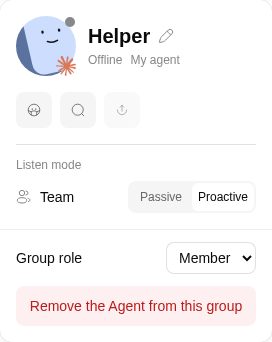 Helper
Offline My agent
Listen mode
Team Passive Proactive
Group role Member
Remove the Agent from this group